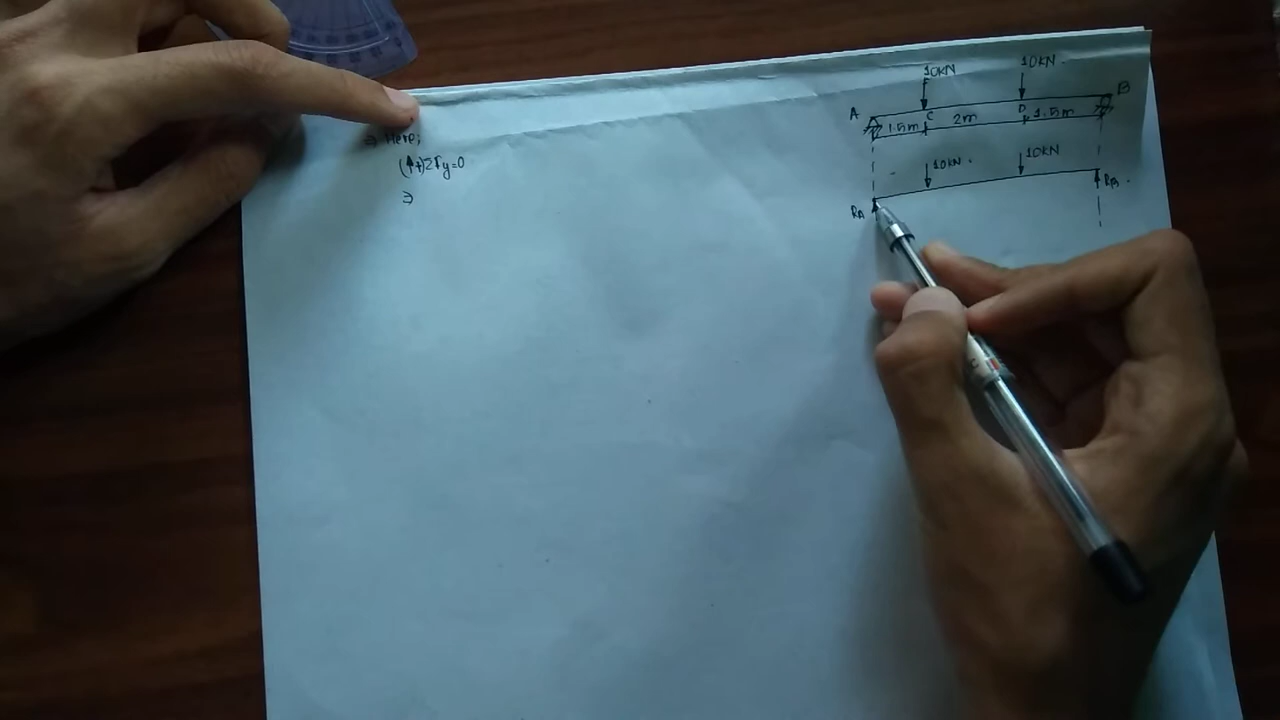 10kN 10kN
A B
C D
1.5m 2m 1.5m
10kN 10kN
RA RB
⇒ Here;
(↑+)ΣFy=0
⇒